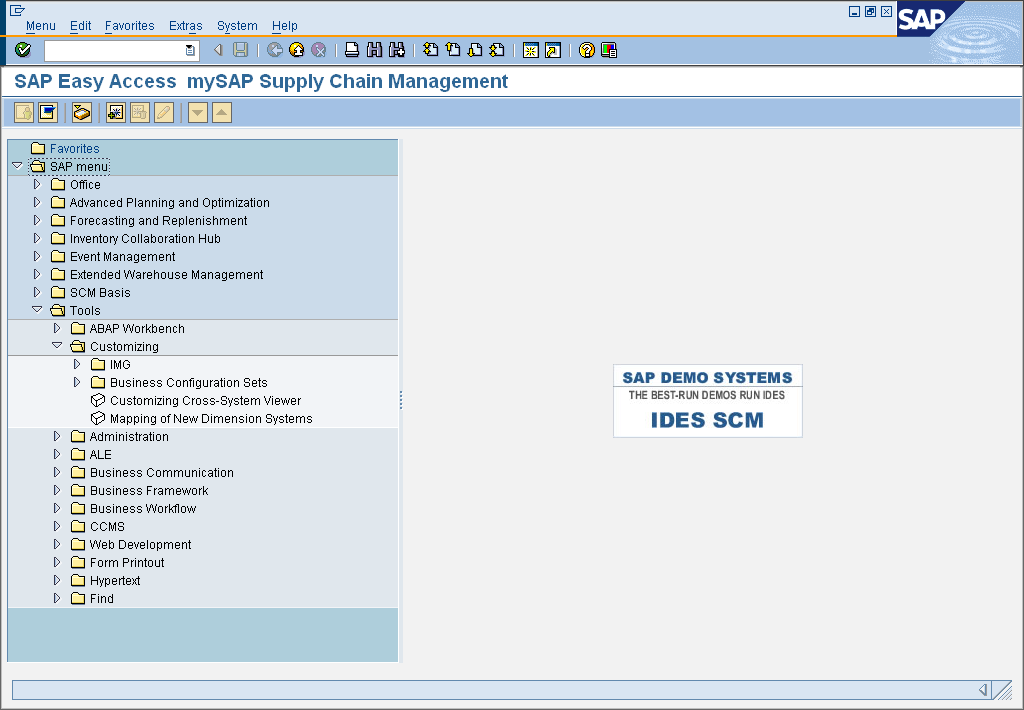 Menu Edit Favorites Extras System Help
SAP
SAP Easy Access mySAP Supply Chain Management
Favorites
SAP menu
Office
Advanced Planning and Optimization
Forecasting and Replenishment
Inventory Collaboration Hub
Event Management
Extended Warehouse Management
SCM Basis
Tools
ABAP Workbench
Customizing
IMG
Business Configuration Sets
Customizing Cross-System Viewer
Mapping of New Dimension Systems
Administration
ALE
Business Communication
Business Framework
Business Workflow
CCMS
Web Development
Form Printout
Hypertext
Find
SAP DEMO SYSTEMS
THE BEST-RUN DEMOS RUN IDES
IDES SCM